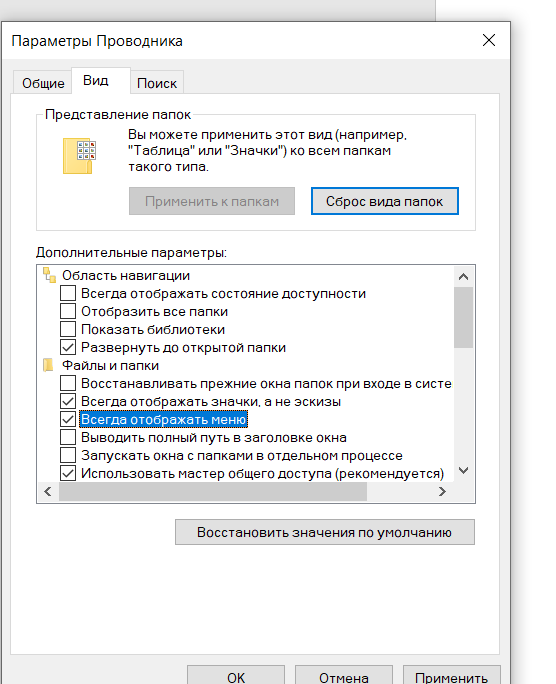 Параметры Проводника
Общие
Вид
Поиск
Представление папок
Вы можете применить этот вид (например,
"Таблица" или "Значки") ко всем папкам
такого типа.
Применить к папкам
Сброс вида папок
Дополнительные параметры:
Область навигации
Всегда отображать состояние доступности
Отобразить все папки
Показать библиотеки
Развернуть до открытой папки
Файлы и папки
Восстанавливать прежние окна папок при входе в систе
Всегда отображать значки, а не эскизы
Всегда отображать меню
Выводить полный путь в заголовке окна
Запускать окна с папками в отдельном процессе
Использовать мастер общего доступа (рекомендуется)
Восстановить значения по умолчанию
ОК
Отмена
Применить